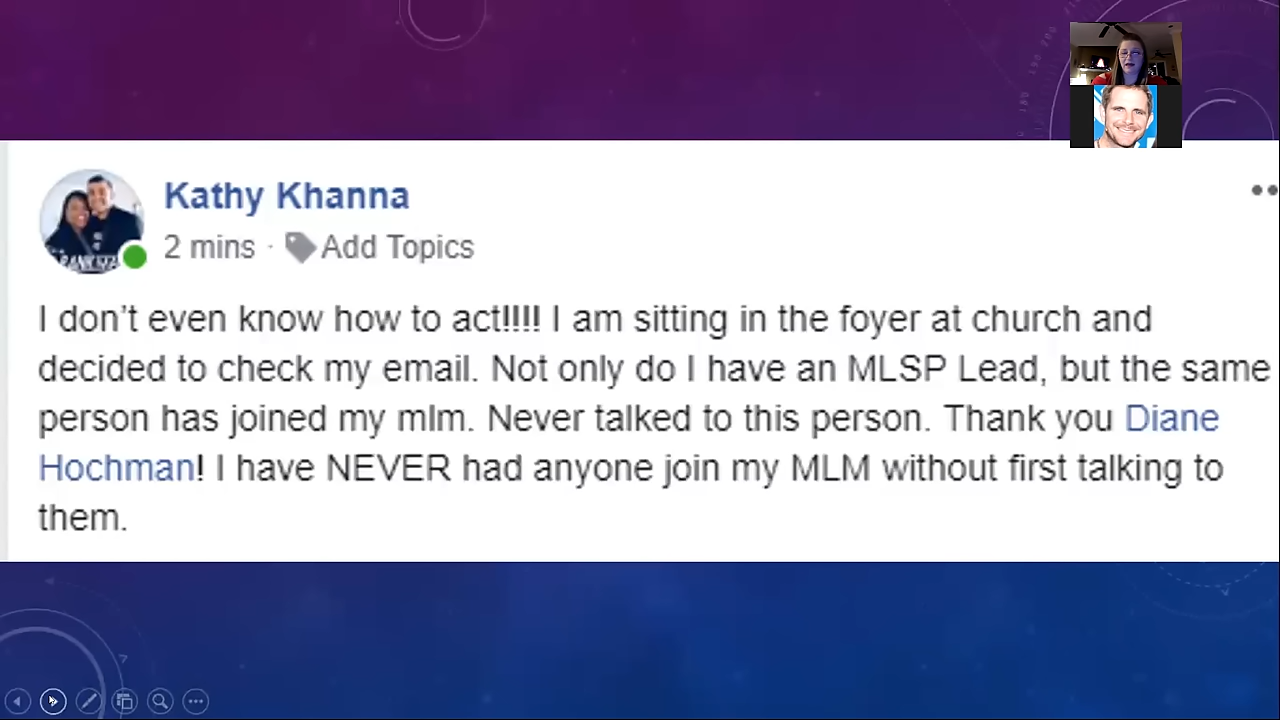 Kathy Khanna
2 mins · Add Topics
I don't even know how to act!!!! I am sitting in the foyer at church and
decided to check my email. Not only do I have an MLSP Lead, but the same
person has joined my mlm. Never talked to this person. Thank you Diane
Hochman! I have NEVER had anyone join my MLM without first talking to
them.